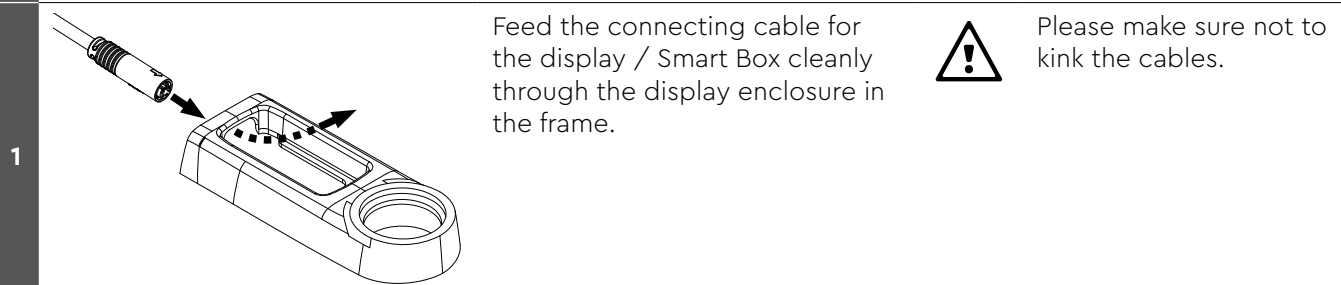 1
Feed the connecting cable for
the display / Smart Box cleanly
through the display enclosure in
the frame.
Please make sure not to
kink the cables.